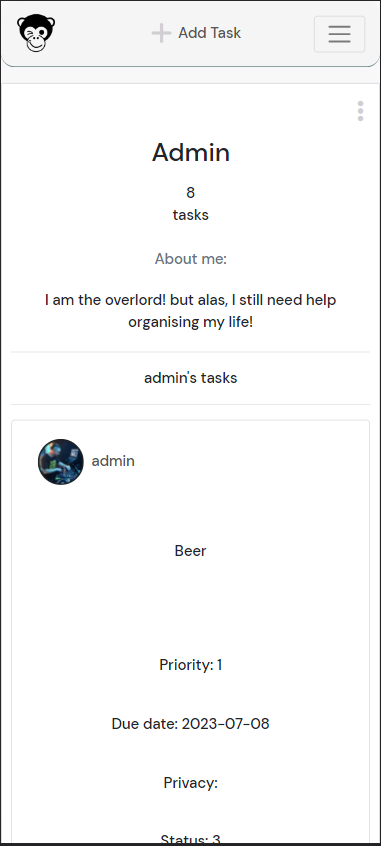 Add Task
Admin
8
tasks
About me:
I am the overlord! but alas, I still need help
organising my life!
admin's tasks
admin
Beer
Priority: 1
Due date: 2023-07-08
Privacy:
Status: 3